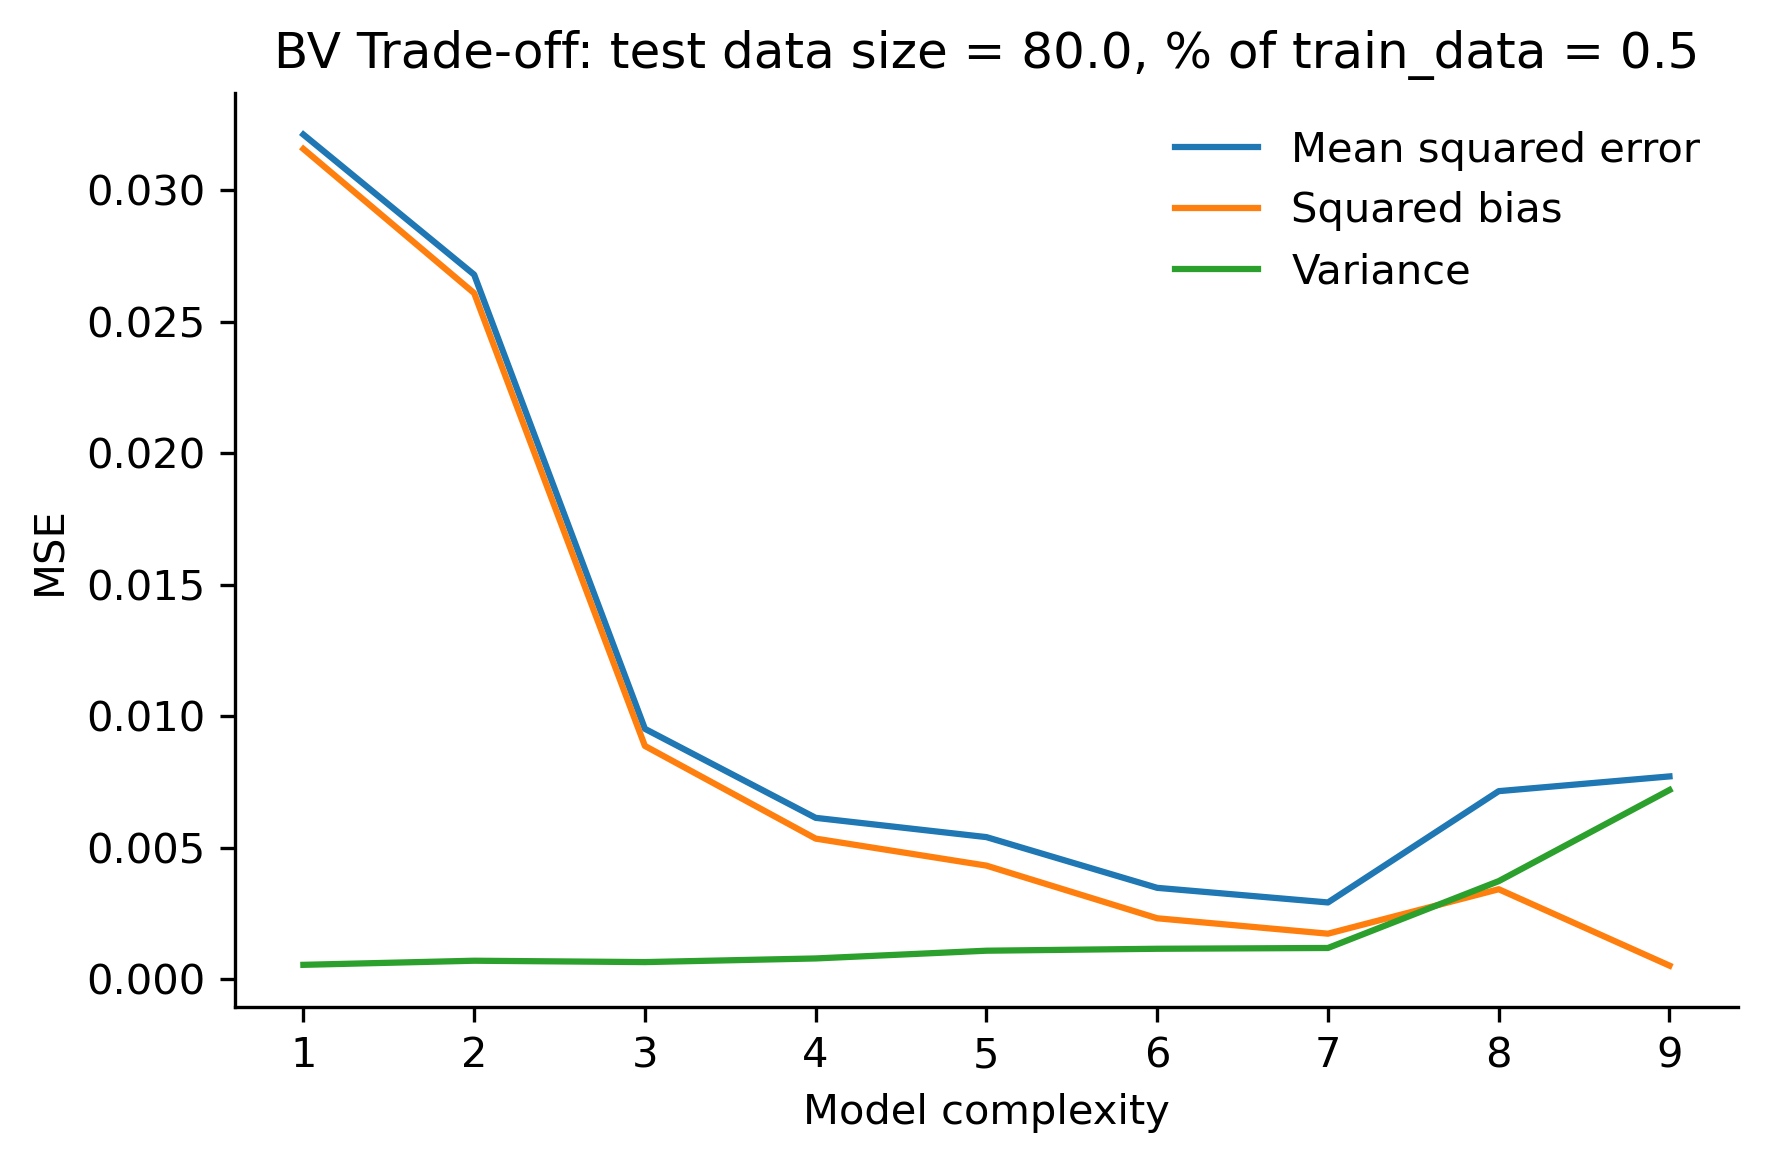 BV Trade-off: test data size = 80.0, % of train_data = 0.5
Mean squared error
Squared bias
Variance
MSE
0.030
0.025
0.020
0.015
0.010
0.005
0.000
1 2 3 4 5 6 7 8 9
Model complexity